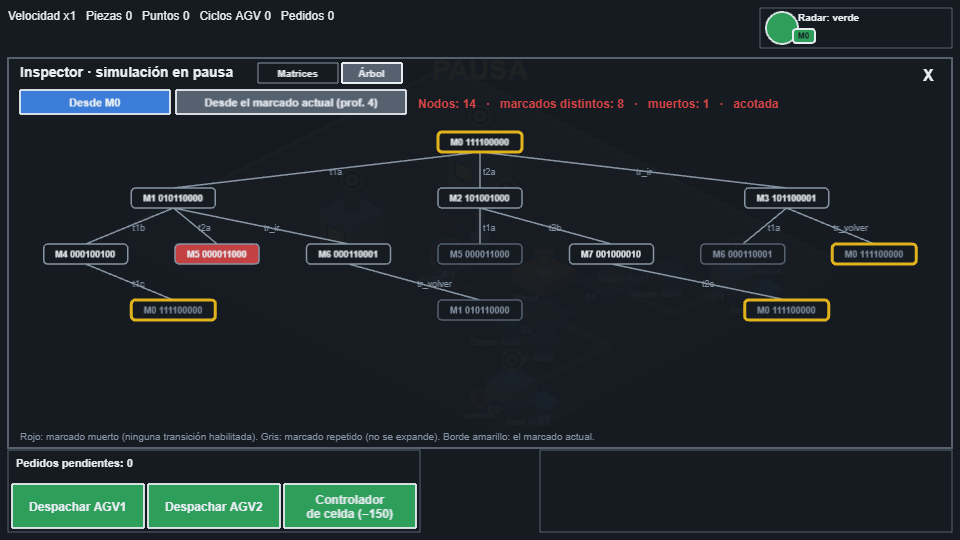 Velocidad x1 Piezas 0 Puntos 0 Ciclos AGV 0 Pedidos 0
Radar: verde
M0
PAUSA
Inspector · simulación en pausa
Matrices
Árbol
X
Desde M0
Desde el marcado actual (prof. 4)
Nodos: 14 · marcados distintos: 8 · muertos: 1 · acotada
M0 111100000
t1a
t2a
tr_ir
M1 010110000
M2 101001000
M3 101100001
t1b
t2a
tr_ir
t1a
t2b
t1a
tr_volver
M4 000100100
M5 000011000
M6 000110001
M5 000011000
M7 001000010
M6 000110001
M0 111100000
t1c
tr_volver
t2c
M0 111100000
M1 010110000
M0 111100000
Rojo: marcado muerto (ninguna transición habilitada). Gris: marcado repetido (no se expande). Borde amarillo: el marcado actual.
Pedidos pendientes: 0
Despachar AGV1
Despachar AGV2
Controlador
de celda (−150)